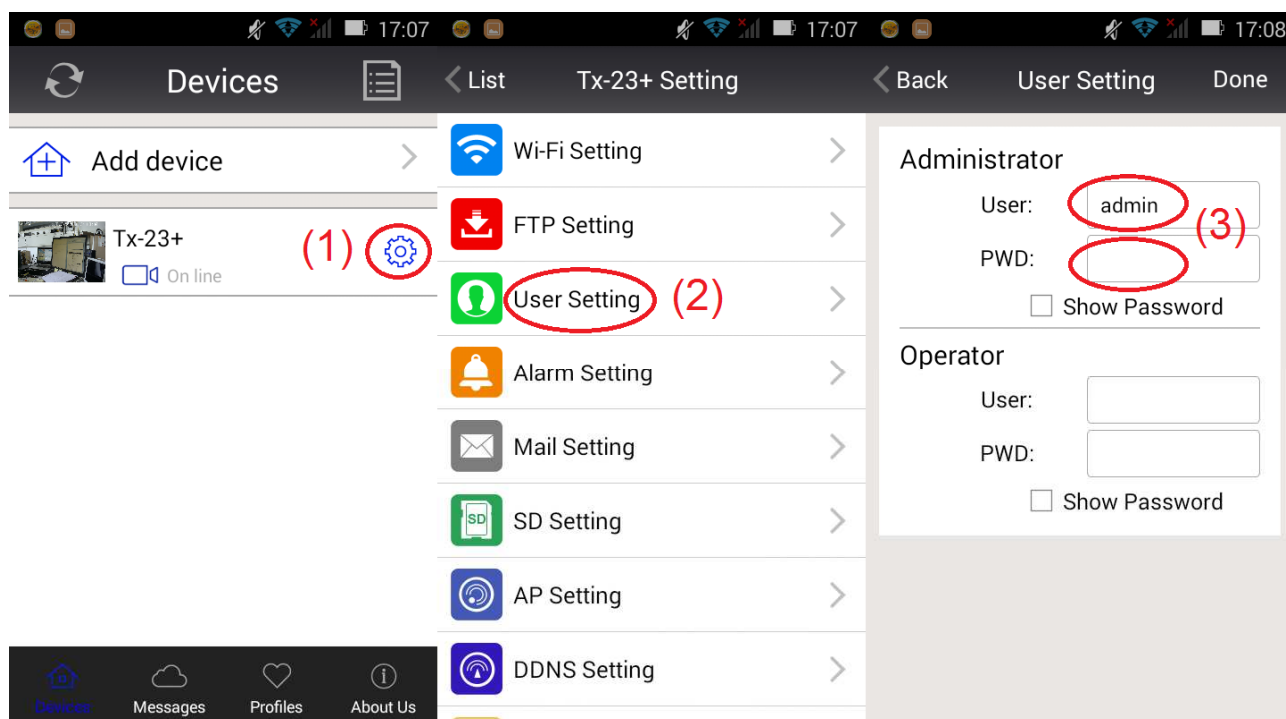 17:07
Devices
Add device
Tx-23+
On line
(1)
Devices
Messages
Profiles
About Us
17:07
List
Tx-23+ Setting
Wi-Fi Setting
FTP Setting
User Setting
(2)
Alarm Setting
Mail Setting
SD
SD Setting
AP Setting
DDNS Setting
17:08
Back
User Setting
Done
Administrator
User:
admin
(3)
PWD:
Show Password
Operator
User:
PWD:
Show Password